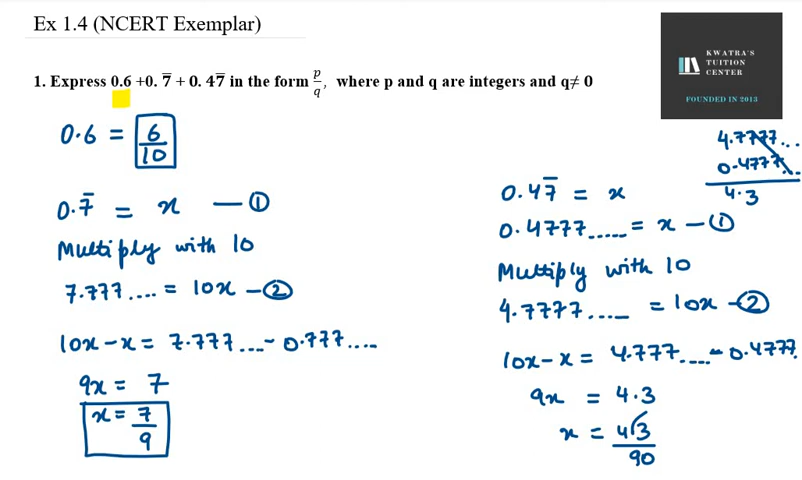 Ex 1.4 (NCERT Exemplar)
KWATRA'S
TUITION
CENTER
FOUNDED IN 2013
1. Express 0.6 +0. 7̅ + 0. 47̅ in the form p/q, where p and q are integers and q≠ 0
0.6 = 6/10
0.7̅ = x — ①
Multiply with 10
7.777.... = 10x — ②
10x - x = 7.777....- 0.777....
9x = 7
x = 7/9
4.7777...
0.4777..
4.3
0.47̅ = x
0.4777..... = x — ①
Multiply with 10
4.7777..... = 10x — ②
10x - x = 4.777.... - 0.4777..
9x = 4.3
x = 43/90